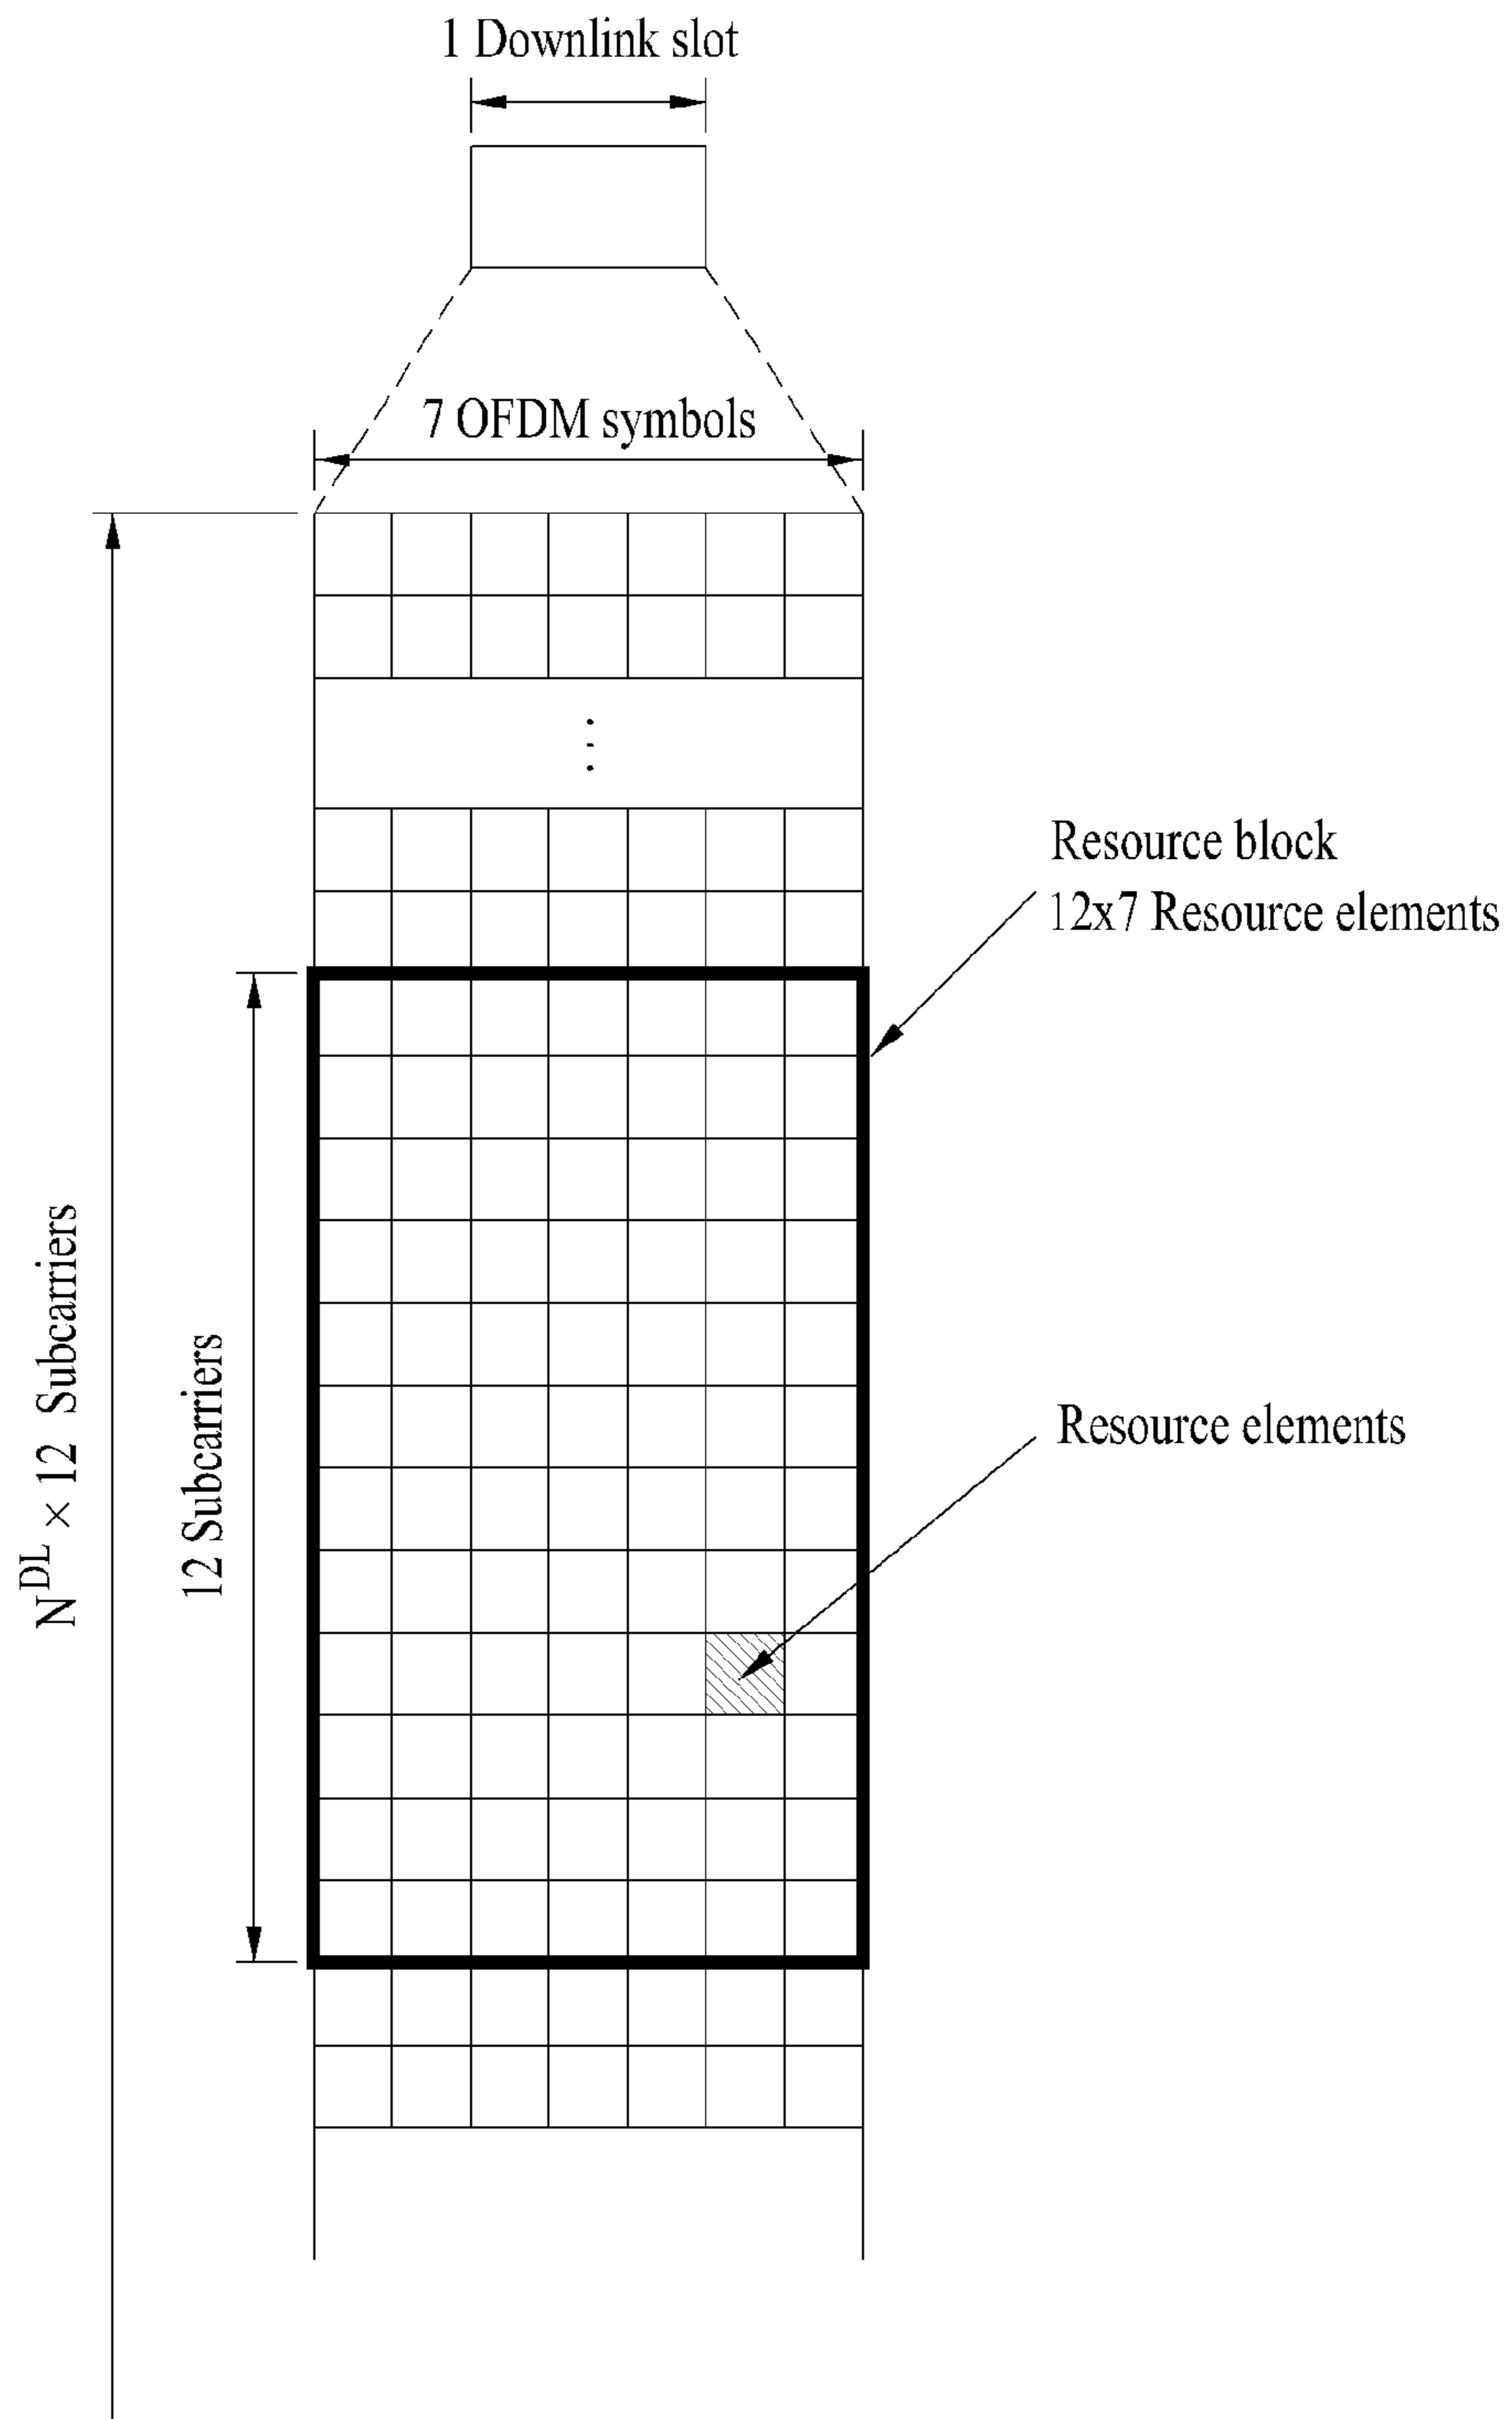 1 Downlink slot
7 OFDM symbols
Resource block
12x7 Resource elements
N^DL × 12 Subcarriers
12 Subcarriers
Resource elements